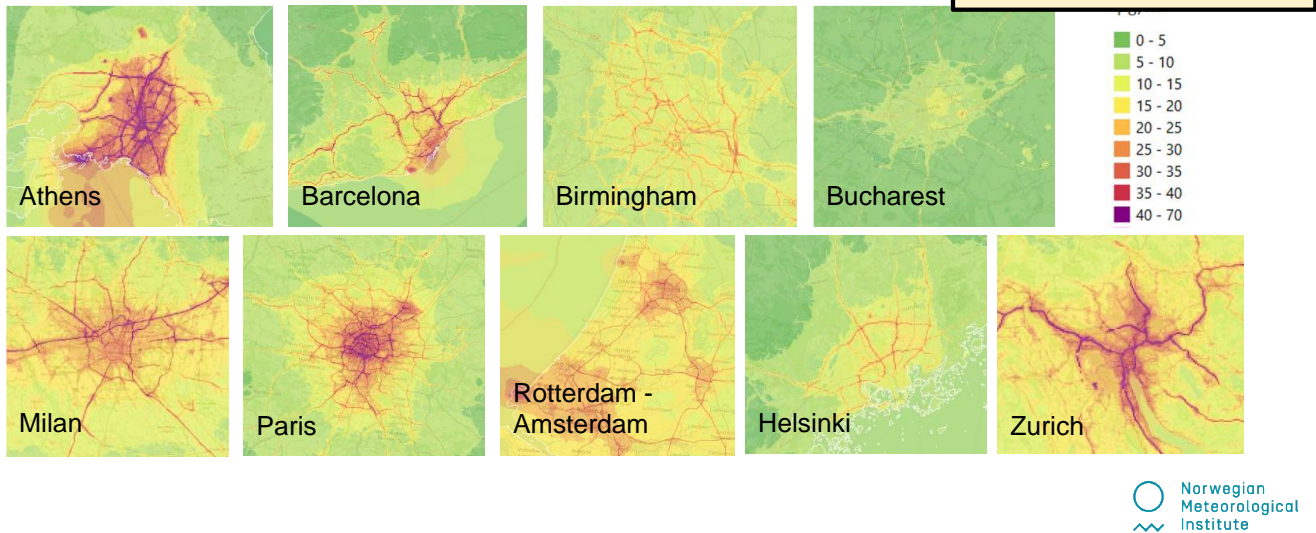 Athens
Barcelona
Birmingham
Bucharest
0 - 5
5 - 10
10 - 15
15 - 20
20 - 25
25 - 30
30 - 35
35 - 40
40 - 70
Milan
Paris
Rotterdam -
Amsterdam
Helsinki
Zurich
Norwegian
Meteorological
Institute